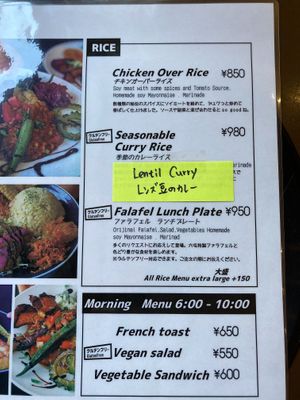 RICE
Chicken Over Rice ¥850
チキンオーバーライス
Soy meat with some spices and Tomato Source.
Homemade soy Mayonnaise , Marinade
グルテンフリー
Glutenfree
Seasonable ¥980
Curry Rice
季節のカレーライス
Lentil Curry
レンズ豆のカレー
グルテンフリー
Glutenfree
Falafel Lunch Plate ¥950
ファラフェル ランチプレート
Orijinal Falafel,Salad,Vegetables Homemade
soy Mayonnaise , Marinad
大盛
All Rice Menu extra large +150
Morning Menu 6:00 - 10:00
French toast ¥650
グルテンフリー
Glutenfree
Vegan salad ¥550
Vegetable Sandwich ¥600